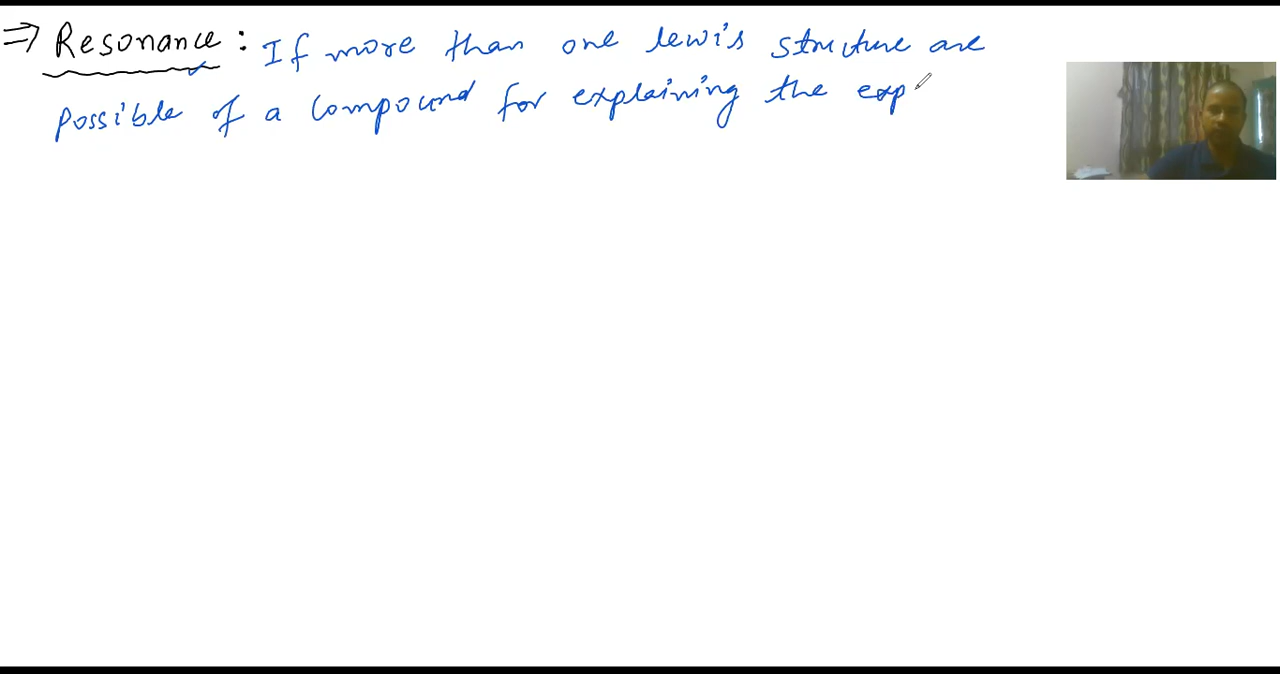 ⇒ Resonance : If more than one lewis structure are
possible of a compound for explaining the exp